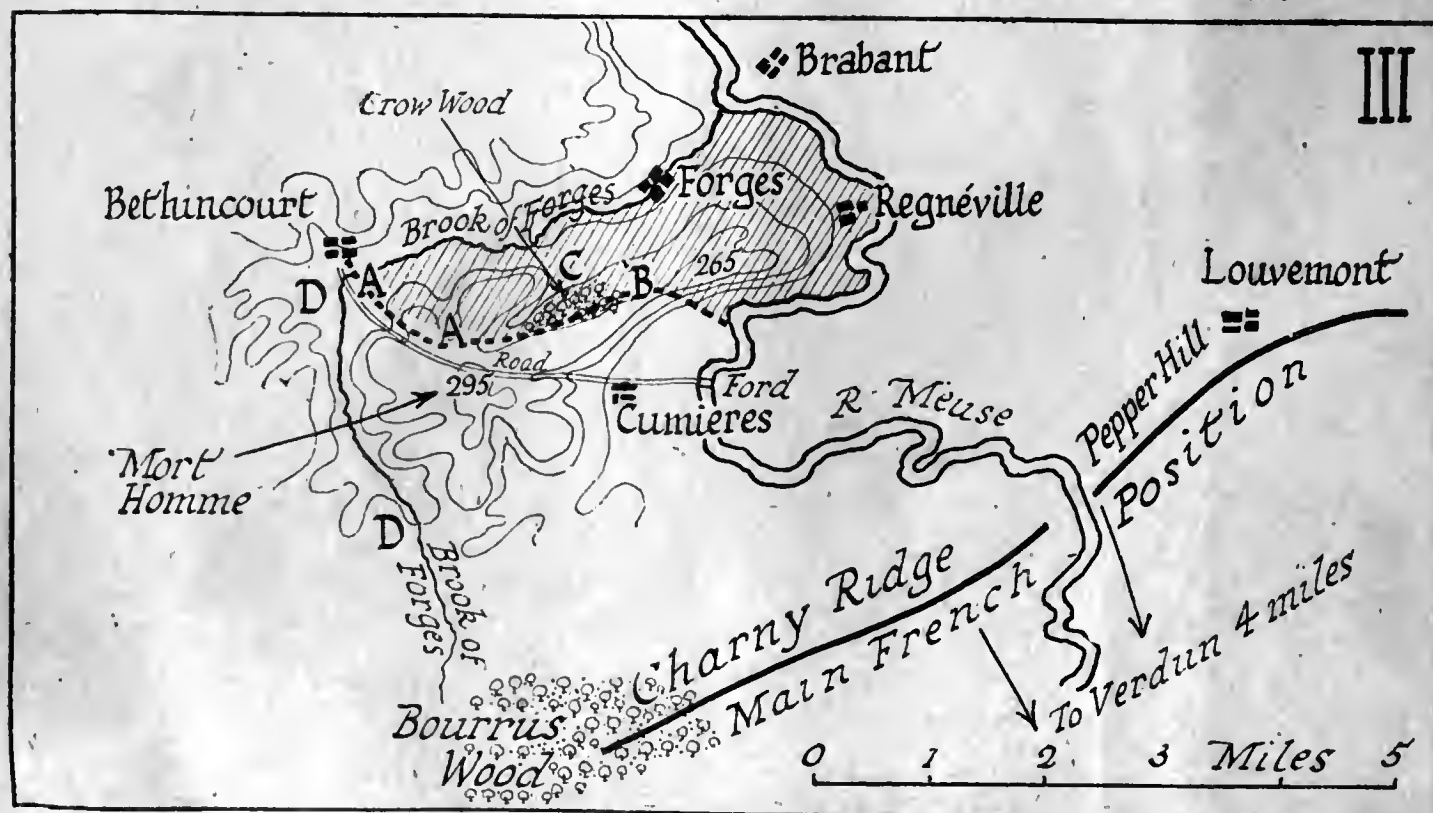 III
Brabant
Crow Wood
Forges
Bethincourt
Brook of Forges
Regnéville
A
C
B
265
D
Louvemont
A
Road
295
Ford
Cumieres
R. Meuse
Pepper Hill
Position
Mort
Homme
D
Brook of
Forges
Charny Ridge
Main French
To Verdun 4 miles
Bourrus
Wood
0 1 2 3 Miles 5